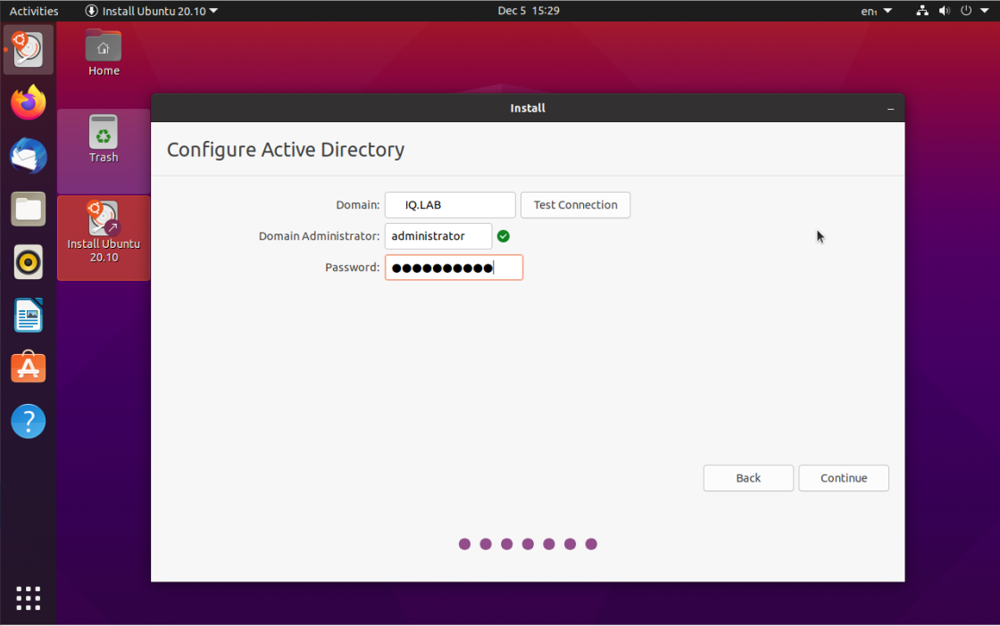 Activities Install Ubuntu 20.10 Dec 5 15:29 en₁
Home
Trash
Install Ubuntu
20.10
Install
Configure Active Directory
Domain: IQ.LAB Test Connection
Domain Administrator: administrator
Password: ●●●●●●●●●●
Back Continue